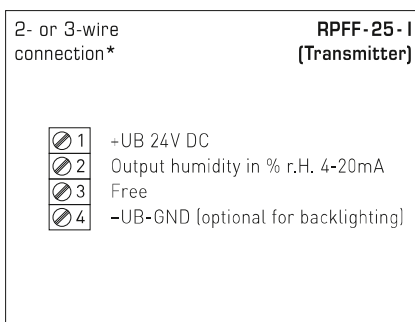 2- or 3-wire RPFF-25-I
connection* (Transmitter)
1 +UB 24V DC
2 Output humidity in % r.H. 4-20mA
3 Free
4 –UB-GND (optional for backlighting)